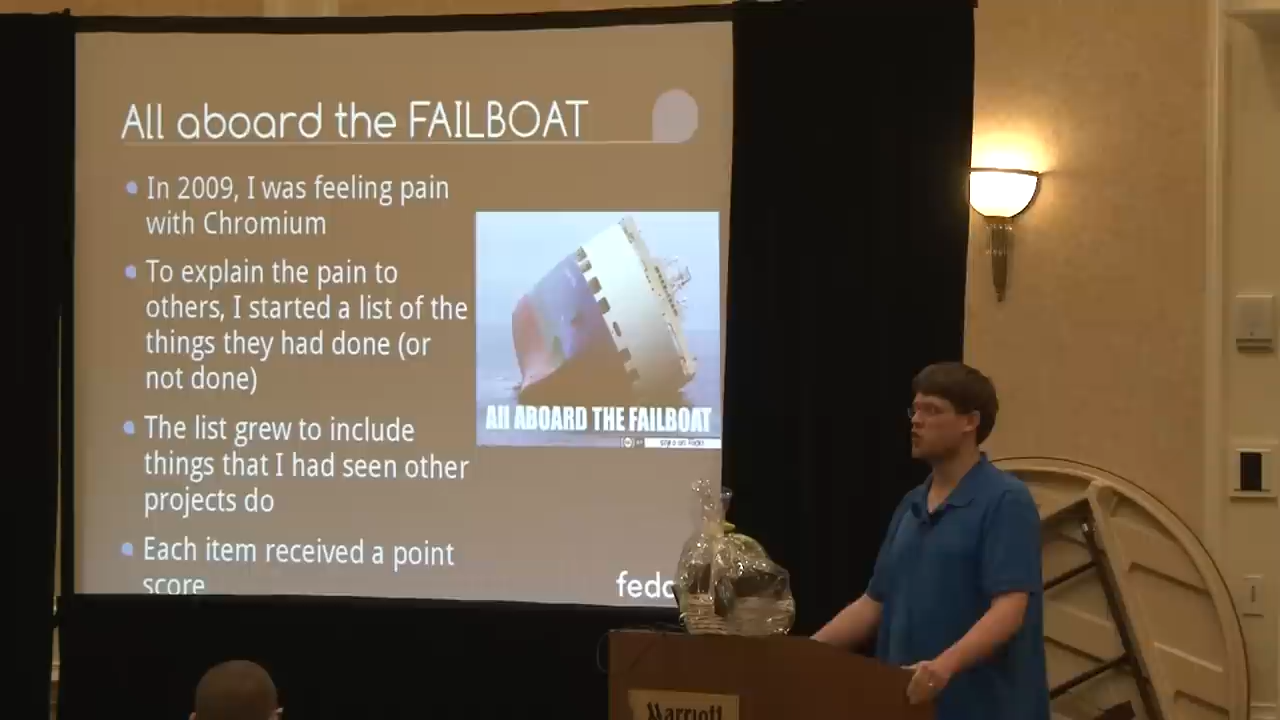 All aboard the FAILBOAT
In 2009, I was feeling pain
with Chromium
To explain the pain to
others, I started a list of the
things they had done (or
not done)
The list grew to include
things that I had seen other
projects do
Each item received a point
score
All ABOARD THE FAILBOAT
fedo
Marriott